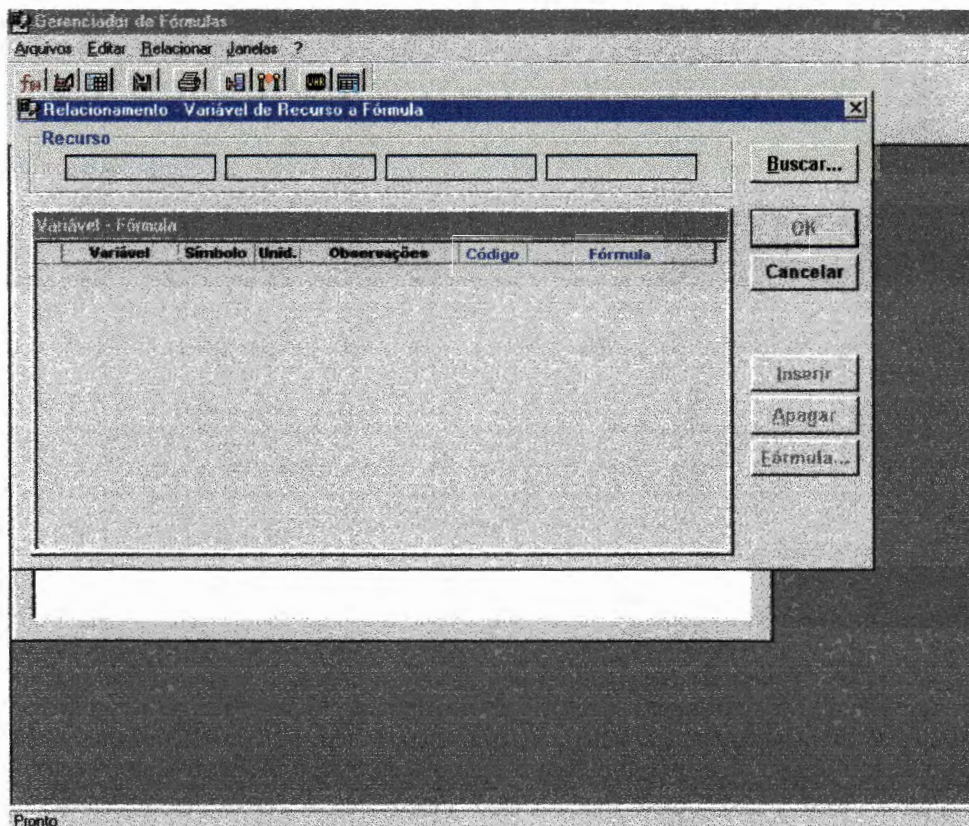 Gerenciador de Fórmulas
Arquivos Editar Relacionar Janelas ?
Relacionamento - Variável de Recurso a Fórmula
Recurso
Buscar...
Variável - Fórmula
Variável Símbolo Unid. Observações Código Fórmula
OK
Cancelar
Inserir
Apagar
Fórmula...
Pronto